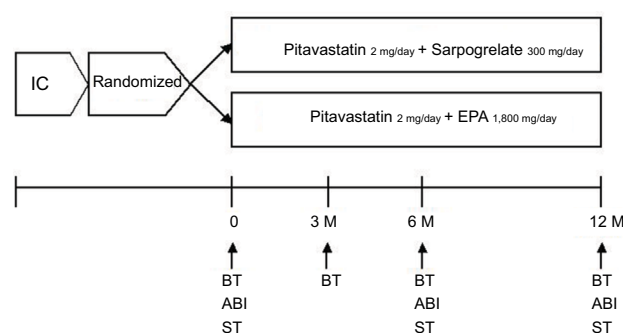 Pitavastatin 2 mg/day + Sarpogrelate 300 mg/day
IC
Randomized
Pitavastatin 2 mg/day + EPA 1,800 mg/day
0 3 M 6 M 12 M
BT BT BT BT
ABI ABI ABI
ST ST ST